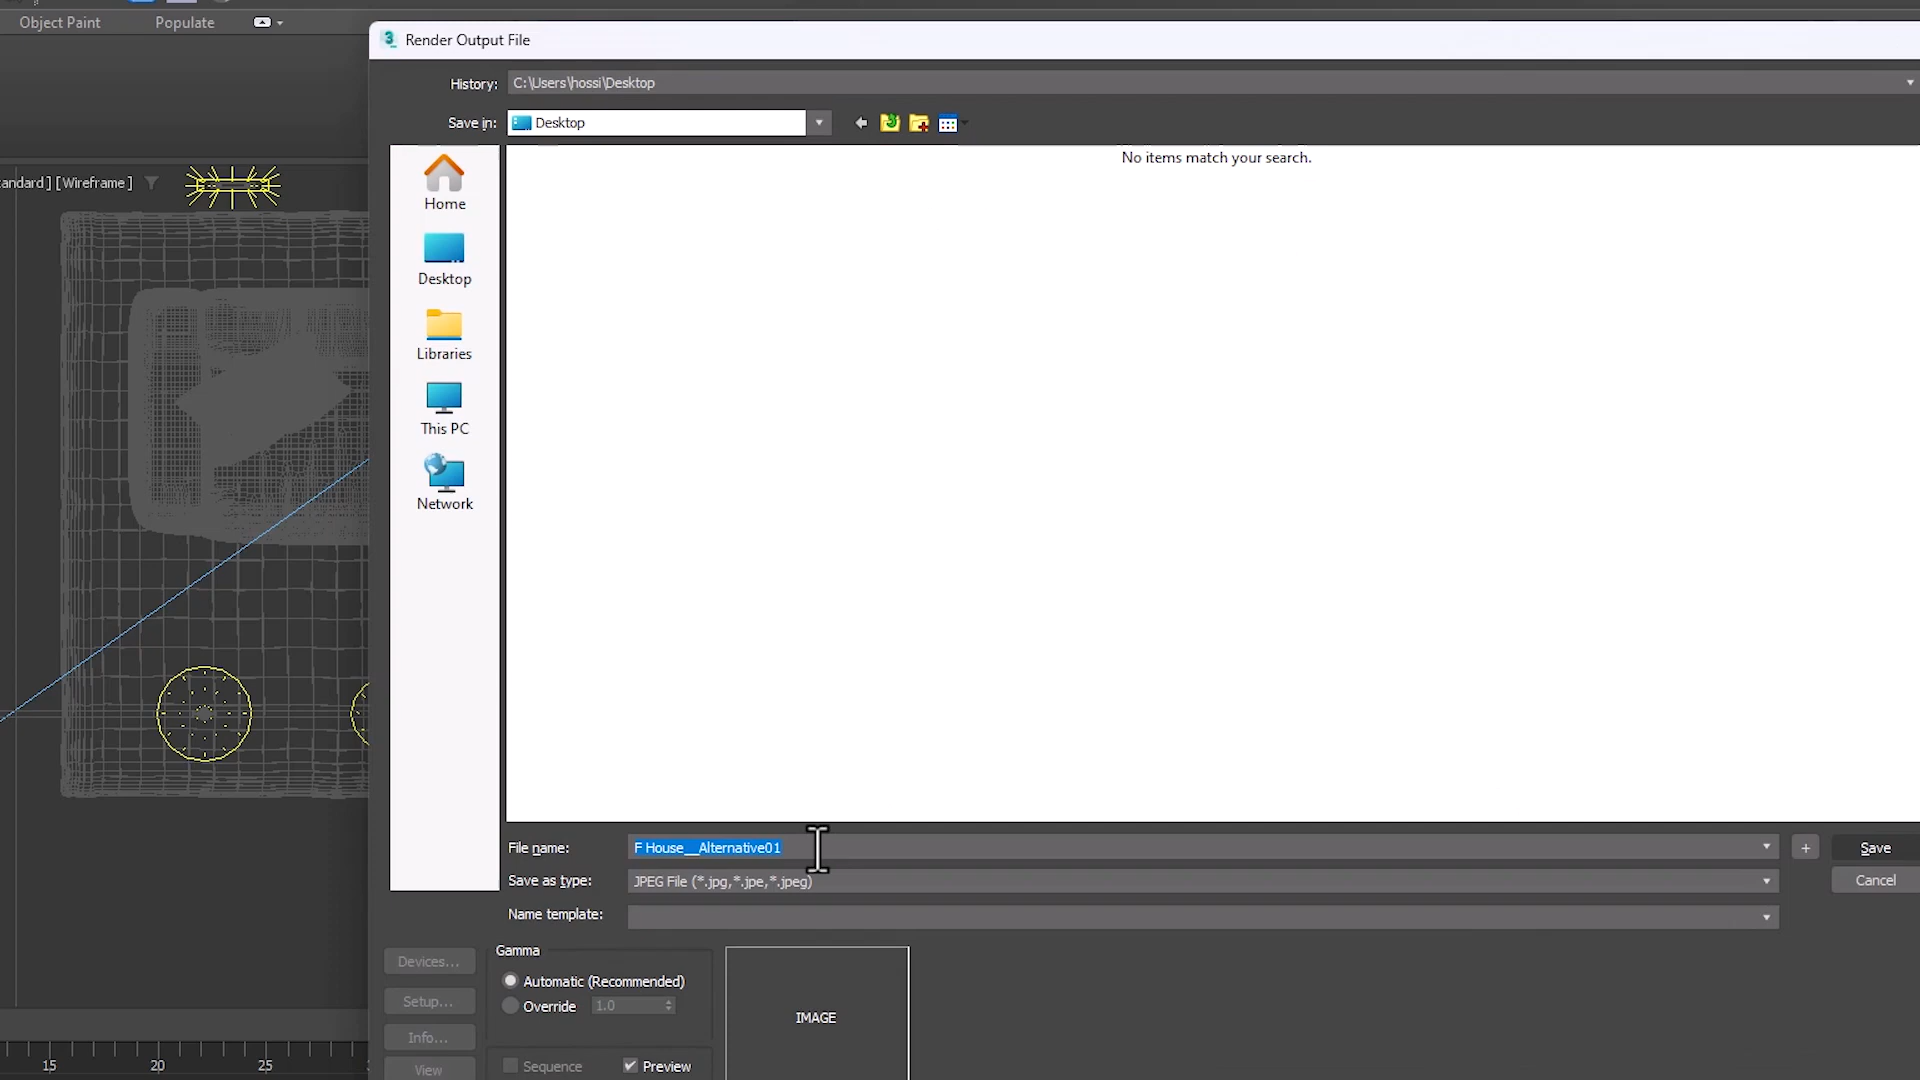 Object Paint
Populate
Render Output File
History:
C:\Users\hossi\Desktop
Save in:
Desktop
No items match your search.
andard ] [Wireframe ]
Home
Desktop
Libraries
This PC
Network
File name:
F House__Alternative01
+
Save
Save as type:
JPEG File (*.jpg,*.jpe,*.jpeg)
Cancel
Name template:
Gamma
Devices...
Automatic (Recommended)
Setup...
Override
1.0
IMAGE
Info...
Sequence
Preview
View
15
20
25